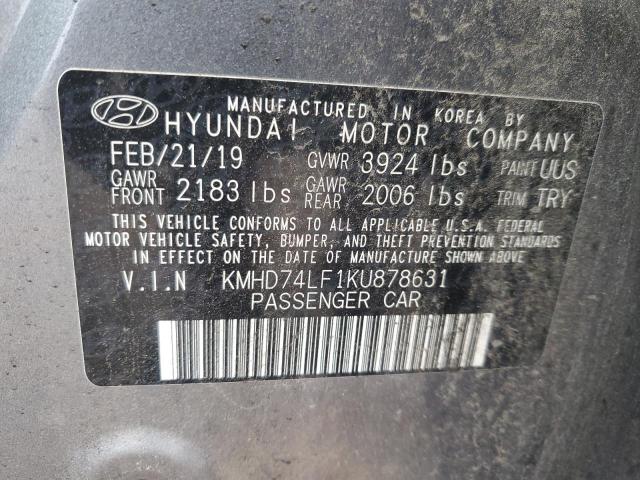 MANUFACTURED IN KOREA BY
HYUNDAI MOTOR COMPANY
FEB/21/19 GVWR 3924 lbs PAINT UUS
GAWR FRONT 2183 lbs GAWR REAR 2006 lbs TRIM TRY
THIS VEHICLE CONFORMS TO ALL APPLICABLE U.S.A. FEDERAL
MOTOR VEHICLE SAFETY, BUMPER, AND THEFT PREVENTION STANDARDS
IN EFFECT ON THE DATE OF MANUFACTURE SHOWN ABOVE.
V.I.N KMHD74LF1KU878631
PASSENGER CAR